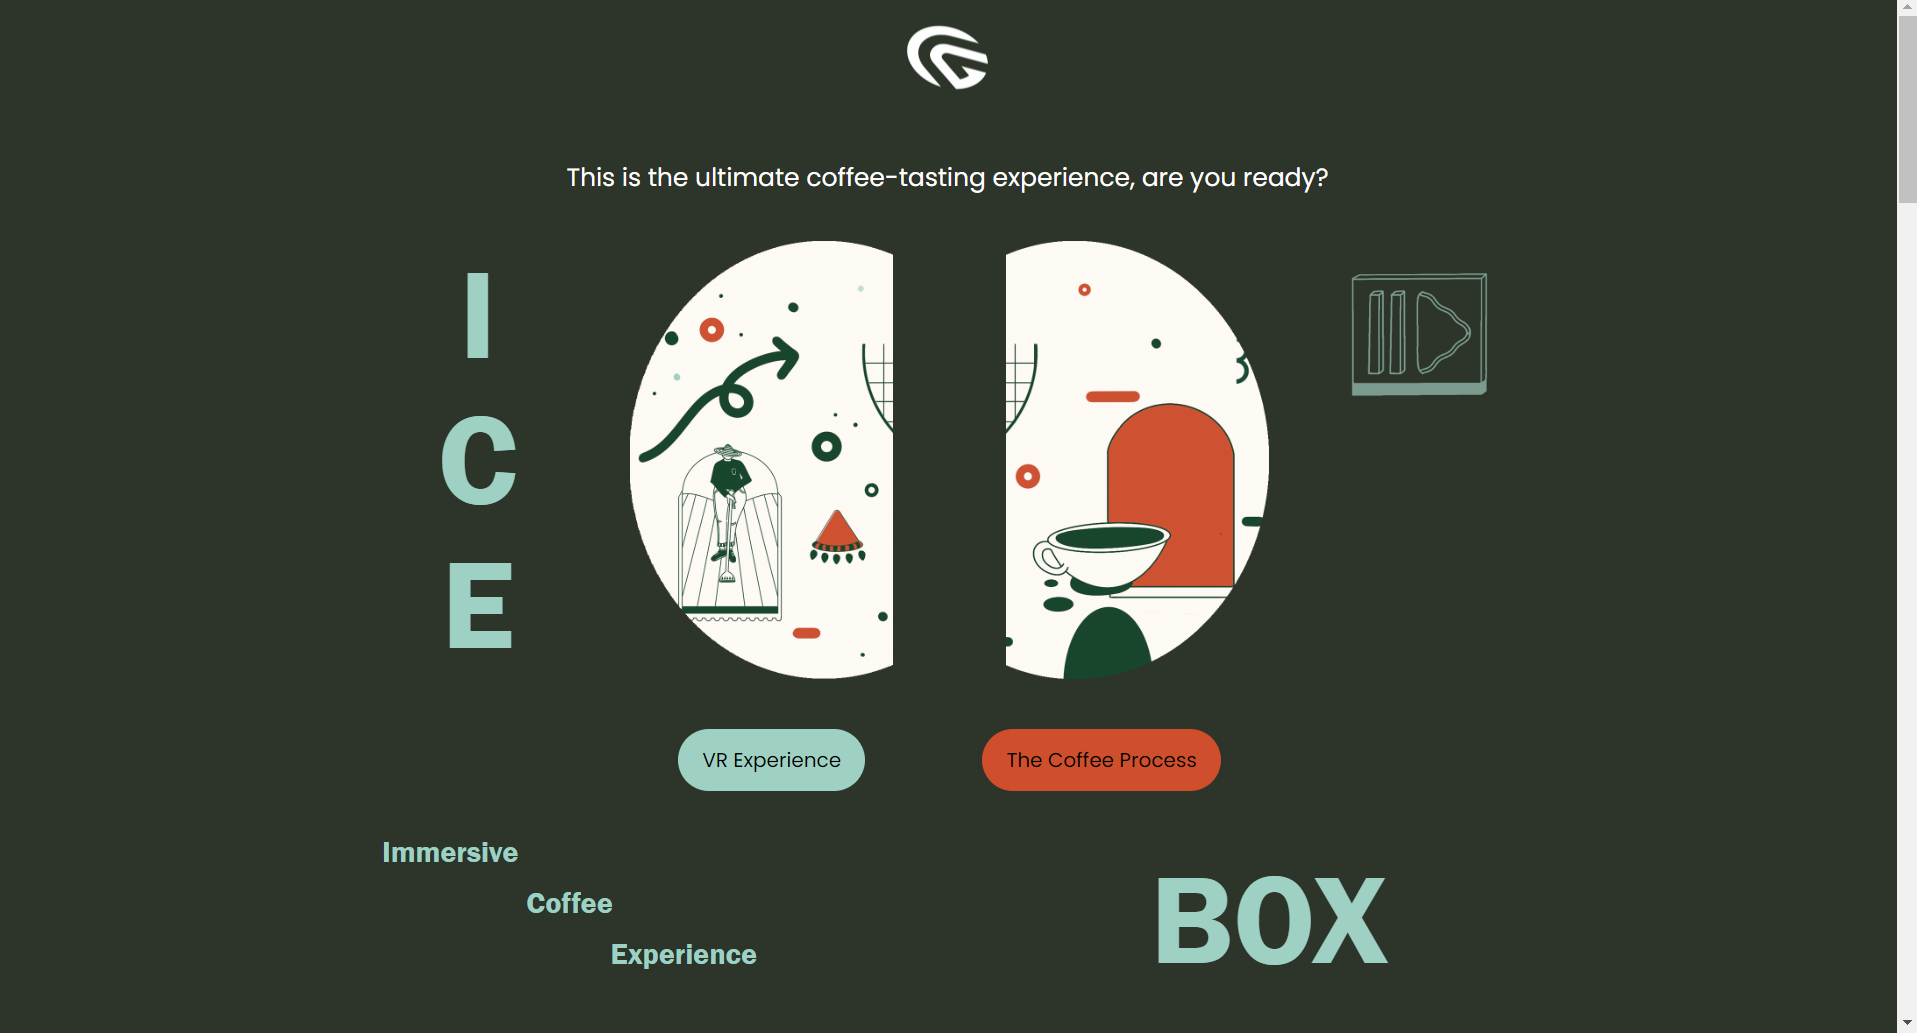 This is the ultimate coffee-tasting experience, are you ready?
I
C
E
VR Experience
The Coffee Process
Immersive
Coffee
Experience
BOX